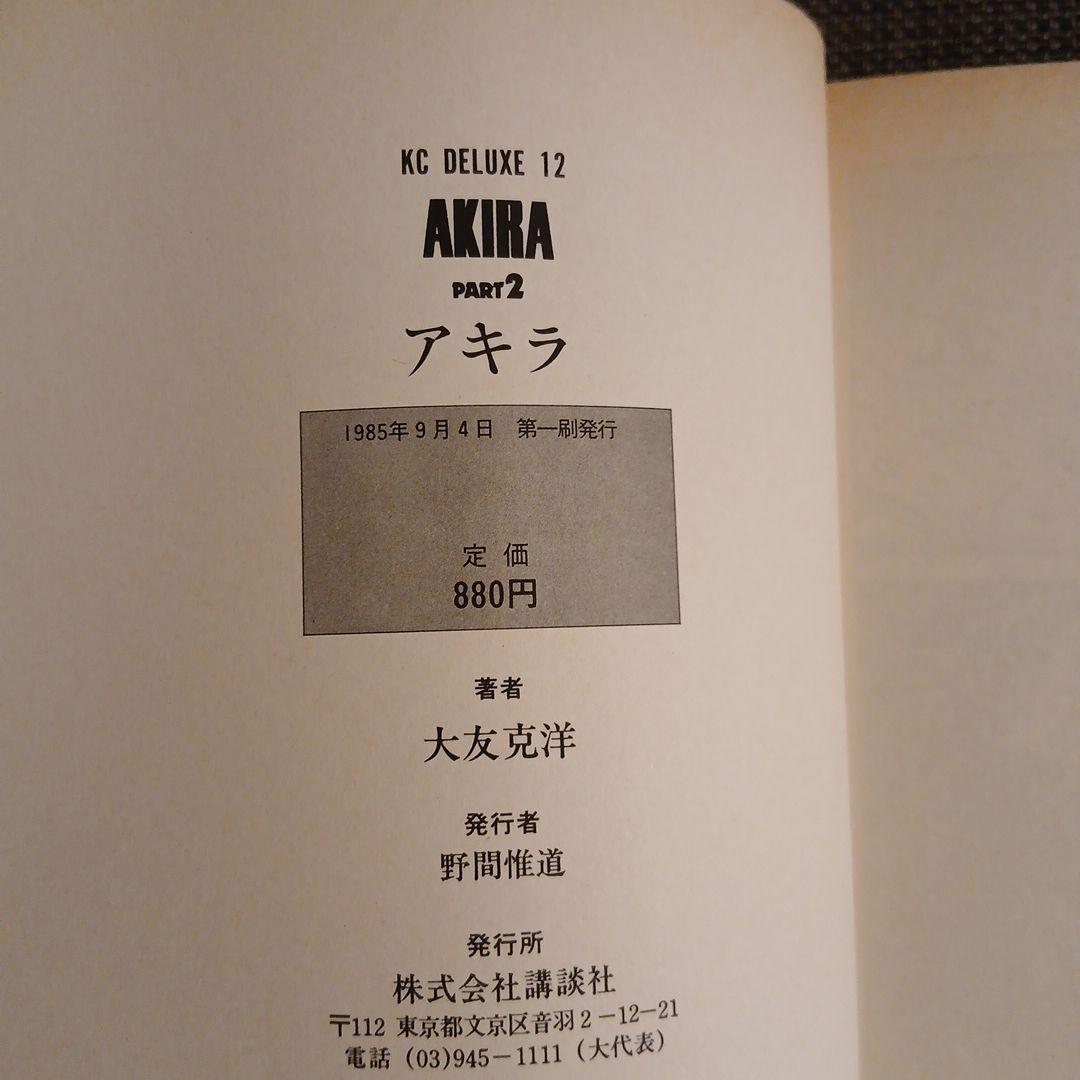 KC DELUXE 12
AKIRA
PART2
アキラ
1985年9月4日 第一刷発行
定価
880円
著者
大友克洋
発行者
野間惟道
発行所
株式会社講談社
〒112 東京都文京区音羽2-12-21
電話 (03)945-1111 (大代表)